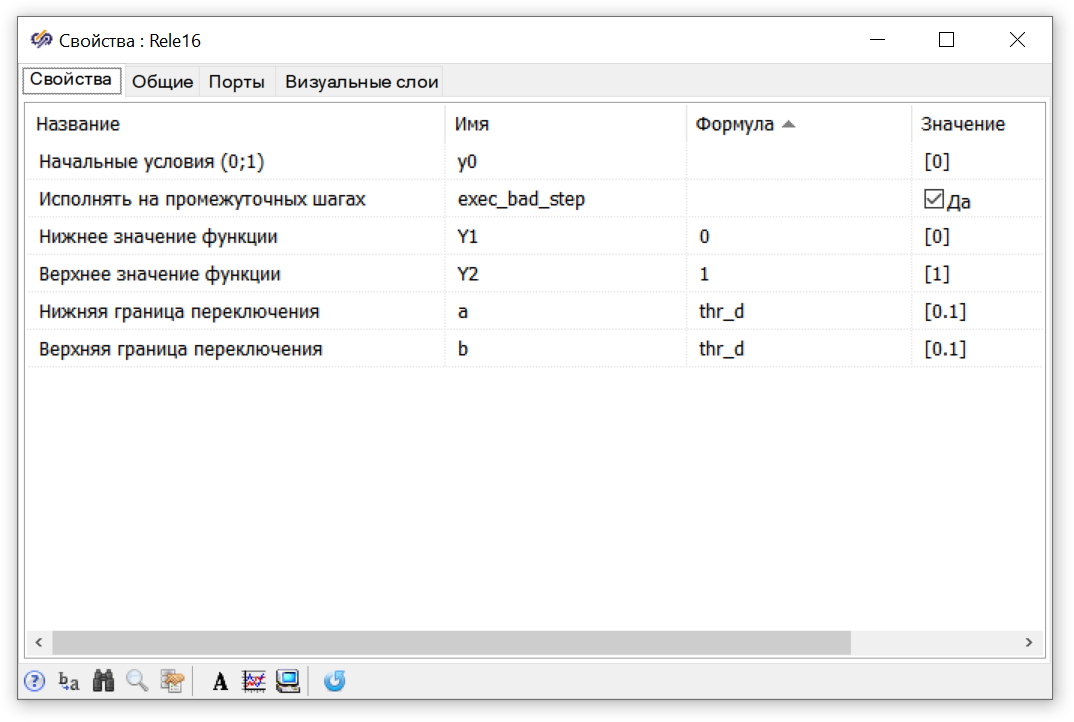 Свойства : Rele16
Свойства Общие Порты Визуальные слои
Название Имя Формула Значение
Начальные условия (0;1) y0 [0]
Исполнять на промежуточных шагах exec_bad_step Да
Нижнее значение функции Y1 0 [0]
Верхнее значение функции Y2 1 [1]
Нижняя граница переключения a thr_d [0.1]
Верхняя граница переключения b thr_d [0.1]
? b a A